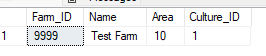 Farm_ID Name Area Culture_ID
1 9999 Test Farm 10 1